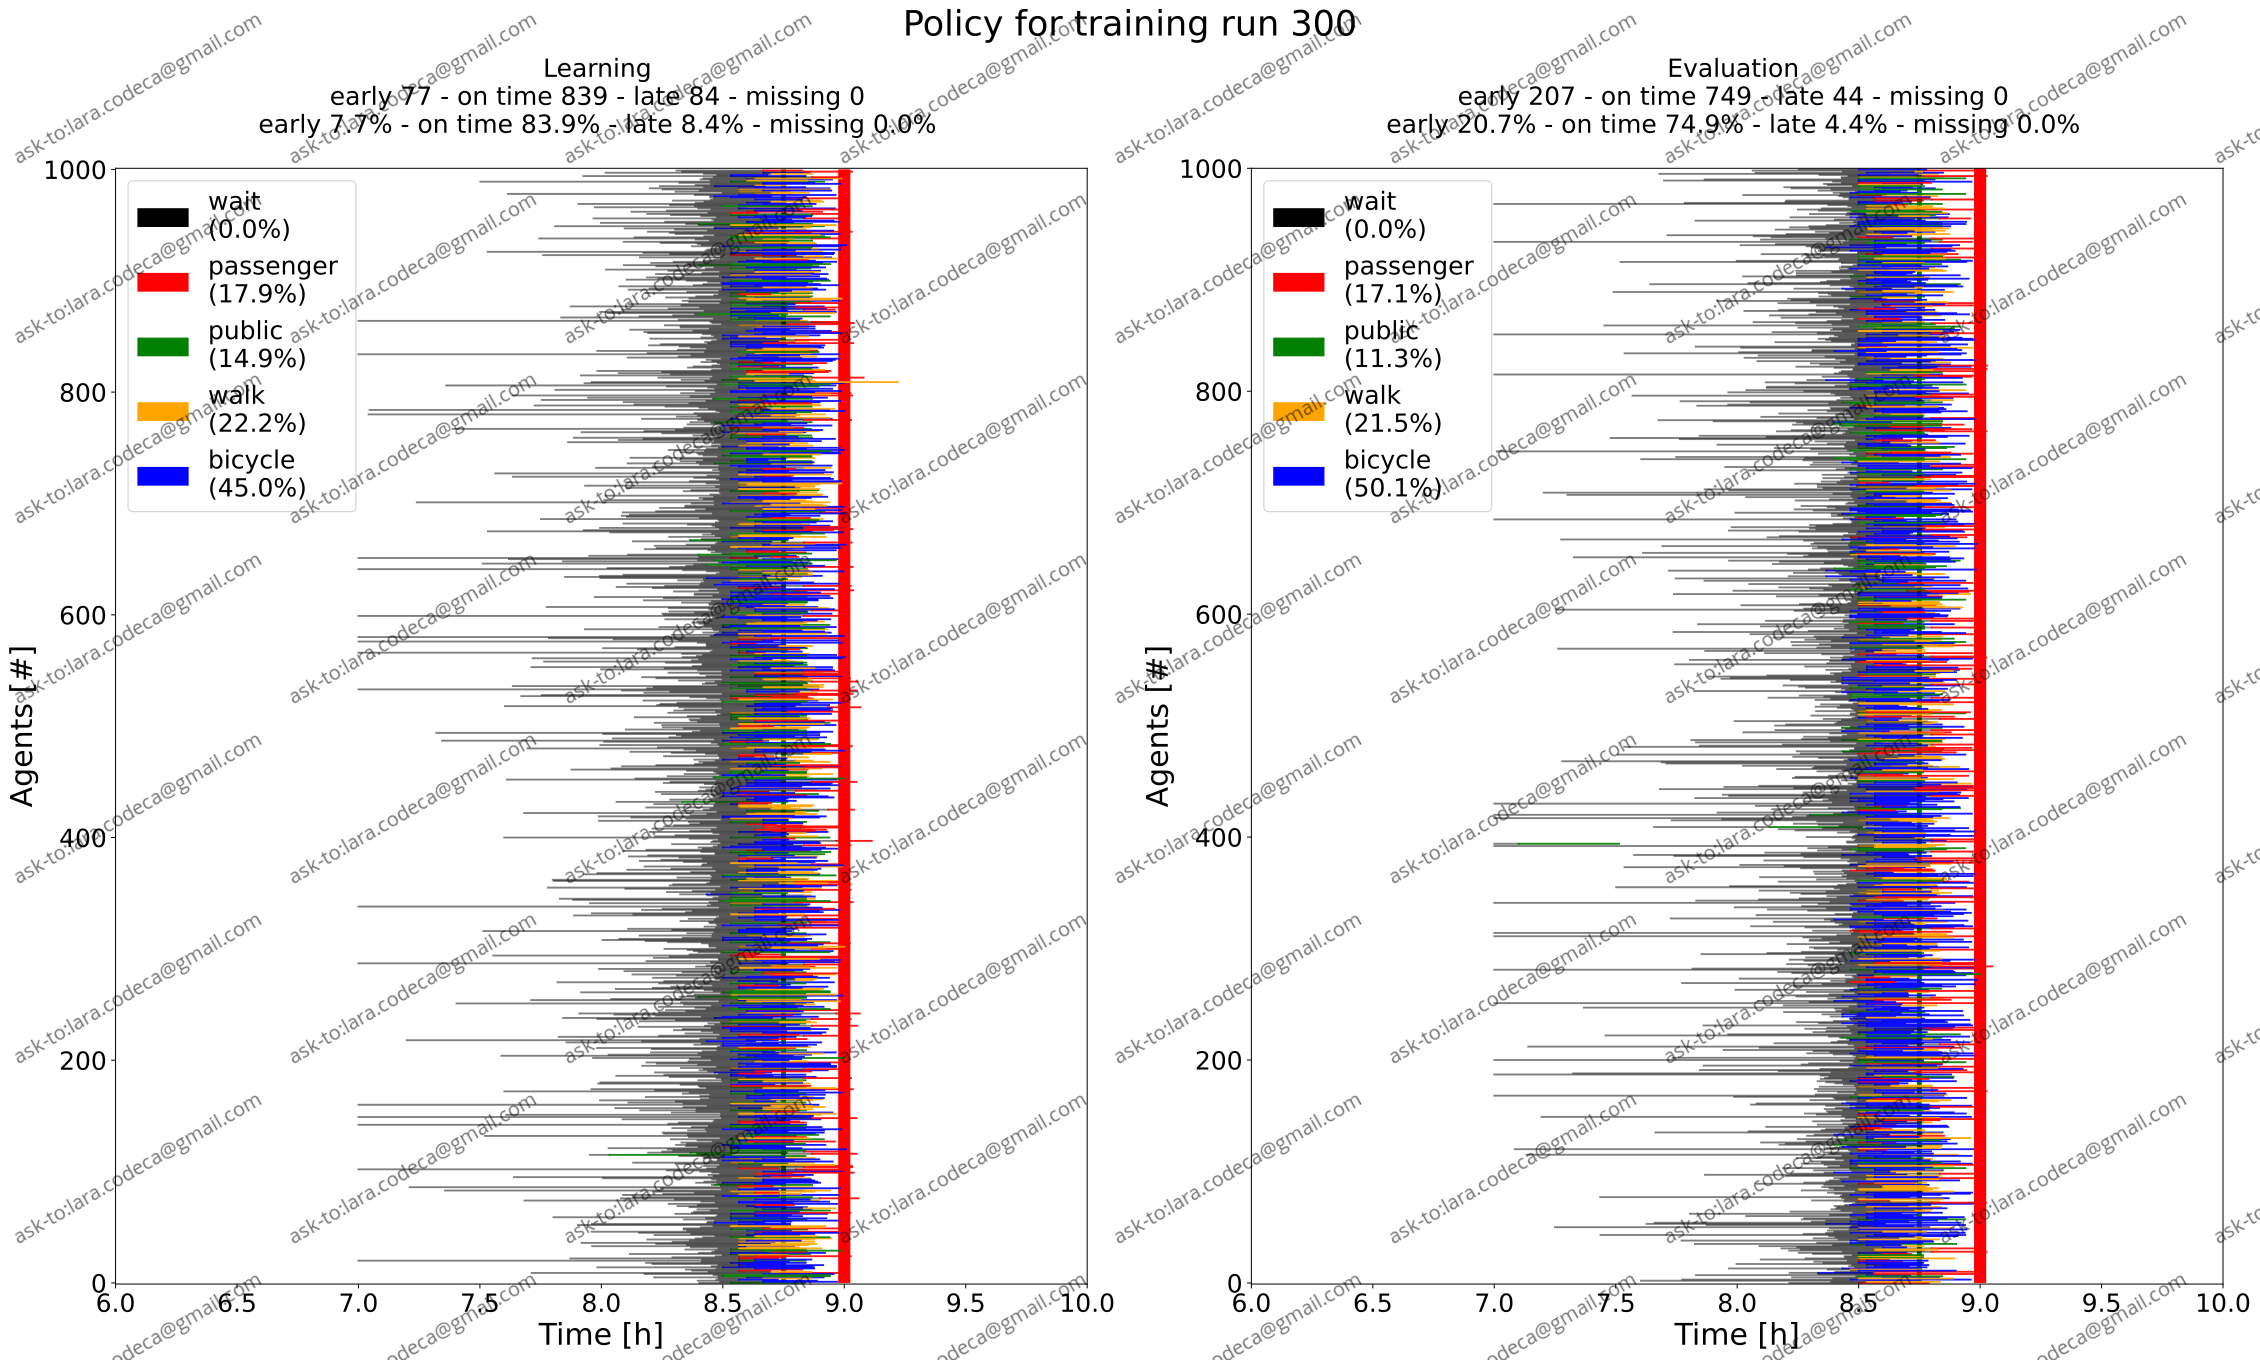 Policy for training run 300
Learning
early 77 - on time 839 - late 84 - missing 0
early 7.7% - on time 83.9% - late 8.4% - missing 0.0%
1000
800
600
400
200
0
Agents [#]
wait
(0.0%)
passenger
(17.9%)
public
(14.9%)
walk
(22.2%)
bicycle
(45.0%)
6.0 6.5 7.0 7.5 8.0 8.5 9.0 9.5 10.0
Time [h]
Evaluation
early 207 - on time 749 - late 44 - missing 0
early 20.7% - on time 74.9% - late 4.4% - missing 0.0%
1000
800
600
400
200
0
Agents [#]
wait
(0.0%)
passenger
(17.1%)
public
(11.3%)
walk
(21.5%)
bicycle
(50.1%)
6.0 6.5 7.0 7.5 8.0 8.5 9.0 9.5 10.0
Time [h]
ask-to:lara.codeca@gmail.com